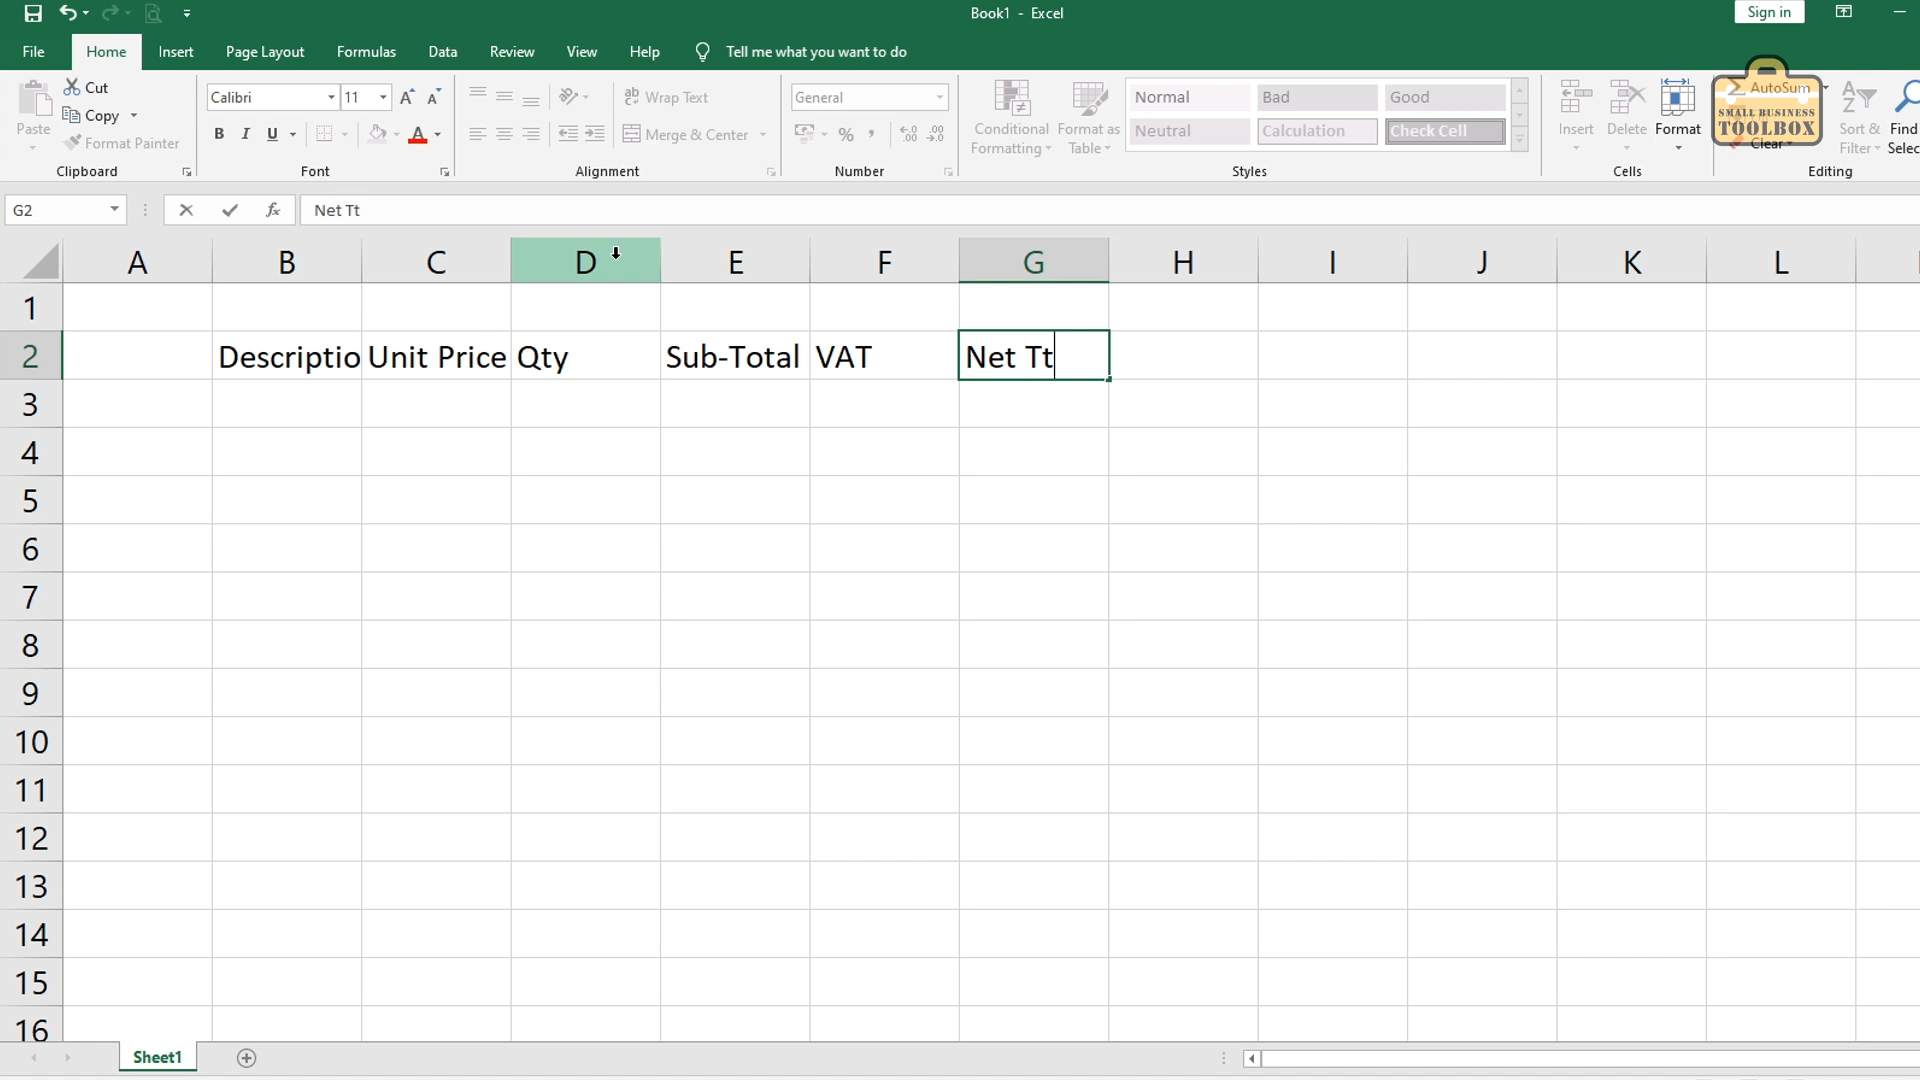 Book1 - Excel
Sign in
File Home Insert Page Layout Formulas Data Review View Help Tell me what you want to do
Paste
Cut
Copy
Format Painter
Clipboard
Calibri 11
B I U
Font
Wrap Text
Merge & Center
Alignment
General
%
Number
Conditional Formatting
Format as Table
Normal Bad Good
Neutral Calculation Check Cell
Styles
Insert Delete Format
Cells
AutoSum
Clear
SMALL BUSINESS
TOOLBOX
Sort &
Filter
Find
Selec
Editing
G2
fx
Net Tt
A B C D E F G H I J K L
1
2 Descriptio Unit Price Qty Sub-Total VAT Net Tt
3
4
5
6
7
8
9
10
11
12
13
14
15
16
Sheet1